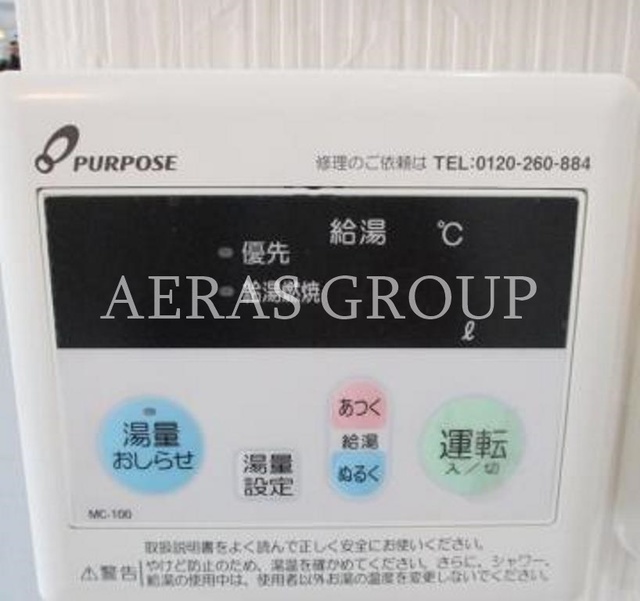 PURPOSE
修理のご依頼は TEL:0120-260-884
給湯 ℃
優先
給湯燃焼
AERAS GROUP
ℓ
湯量
おしらせ
湯量
設定
あつく
給湯
ぬるく
運転
入/切
MC-100
取扱説明書をよく読んで正しく安全にお使いください。
⚠警告 やけど防止のため、湯温を確かめてください。さらに、シャワー、
給湯の使用中は、使用者以外お湯の温度を変更しないでください。